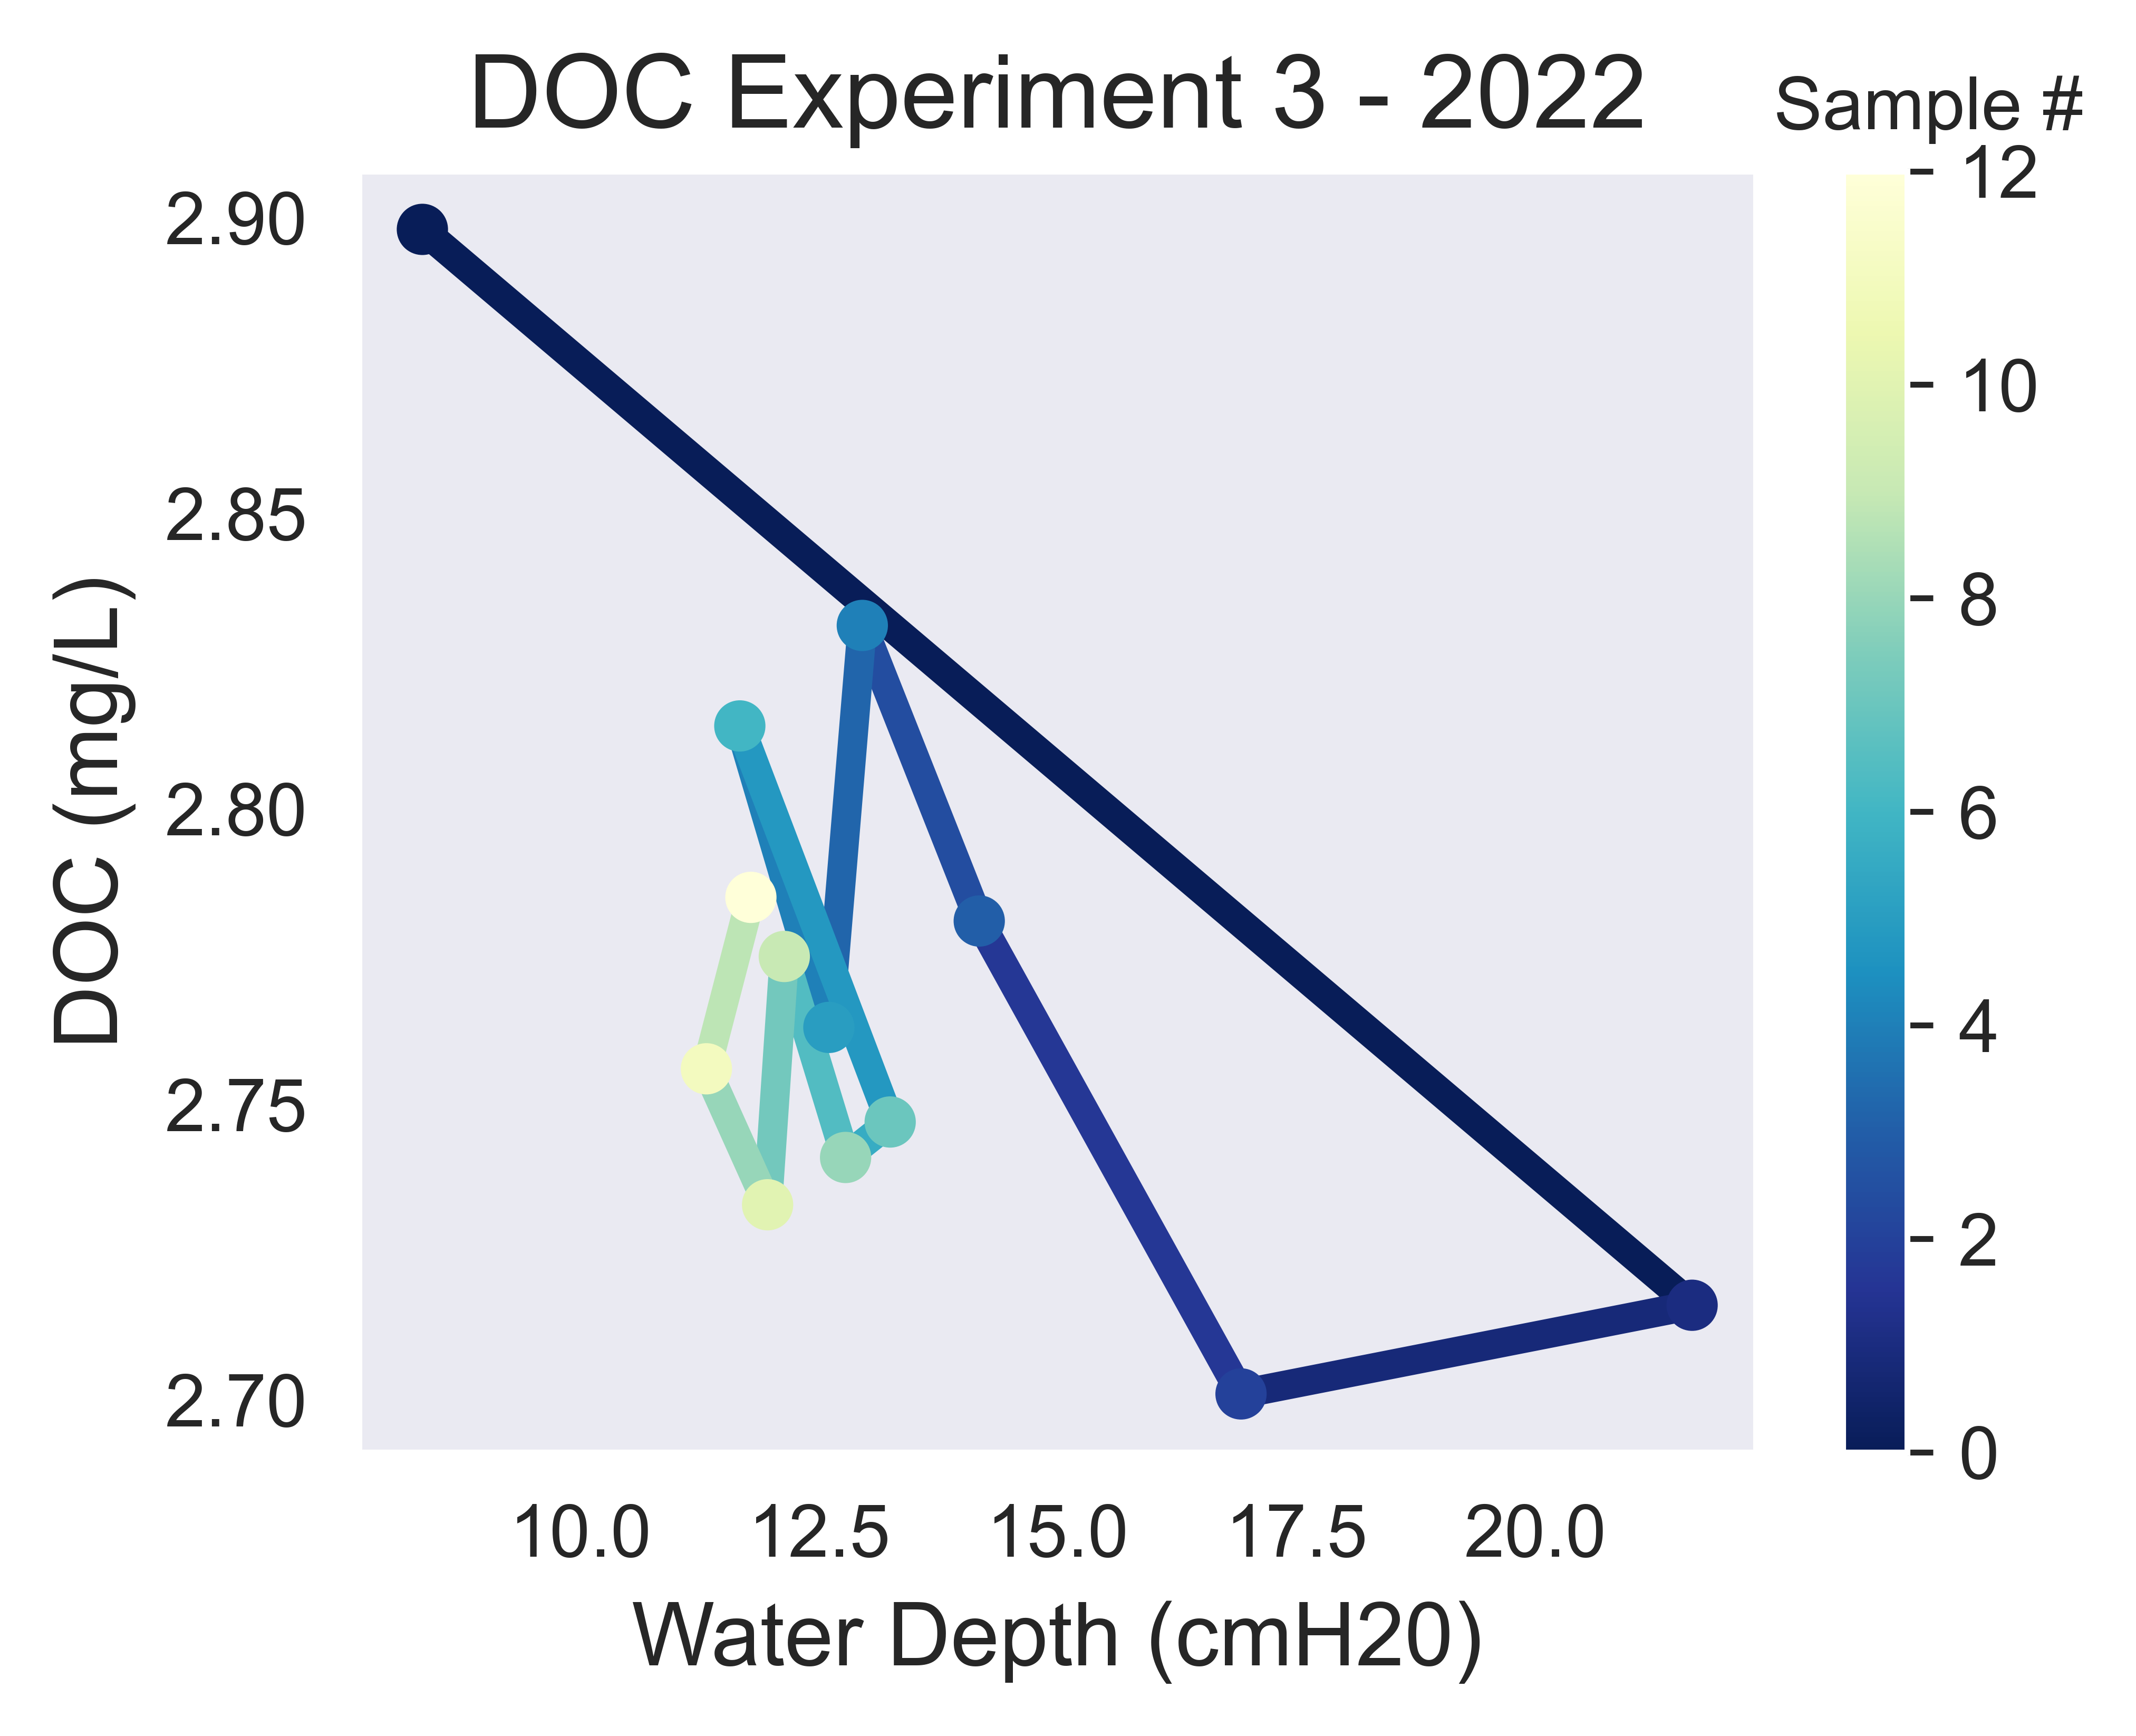 DOC Experiment 3 - 2022
Sample #
12
10
8
6
4
2
0
DOC (mg/L)
2.90
2.85
2.80
2.75
2.70
10.0 12.5 15.0 17.5 20.0
Water Depth (cmH20)